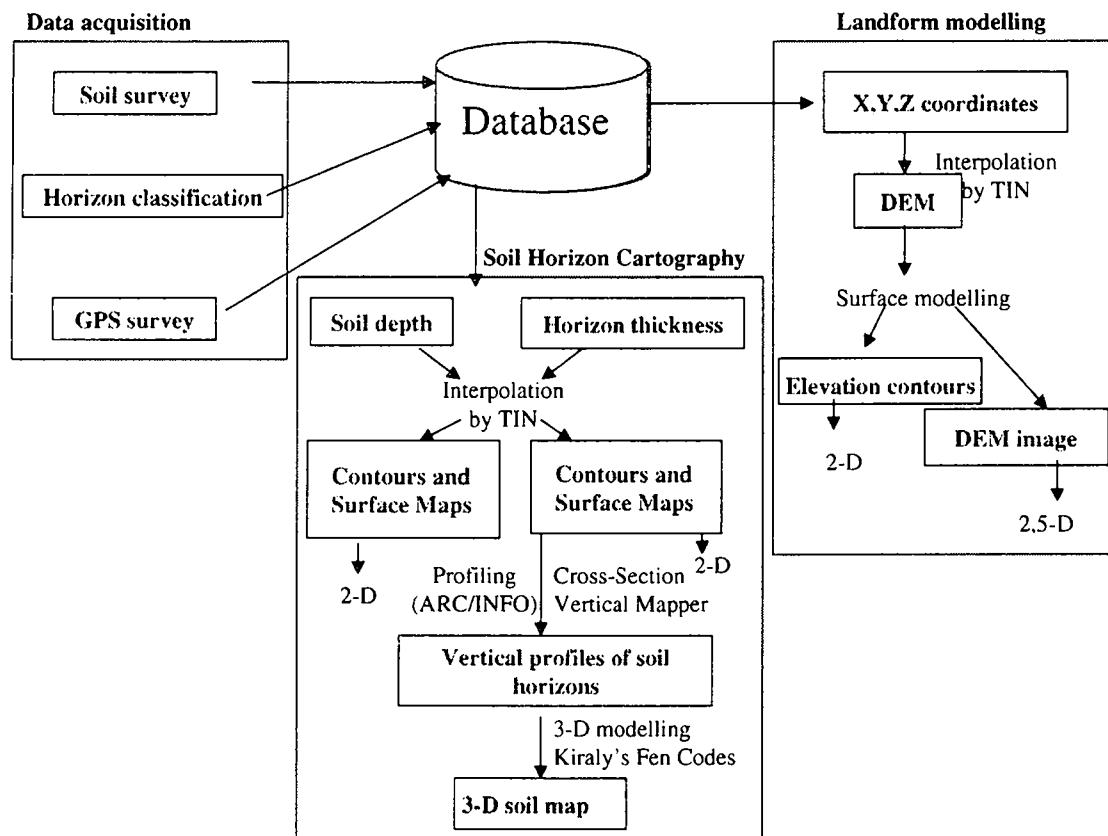 Data acquisition
Soil survey
Horizon classification
GPS survey
Database
Landform modelling
X,Y,Z coordinates
Interpolation
by TIN
DEM
Surface modelling
Elevation contours
2-D
DEM image
2,5-D
Soil Horizon Cartography
Soil depth
Horizon thickness
Interpolation
by TIN
Contours and
Surface Maps
Contours and
Surface Maps
2-D
2-D
Profiling
(ARC/INFO)
Cross-Section
Vertical Mapper
Vertical profiles of soil
horizons
3-D modelling
Kiraly's Fen Codes
3-D soil map